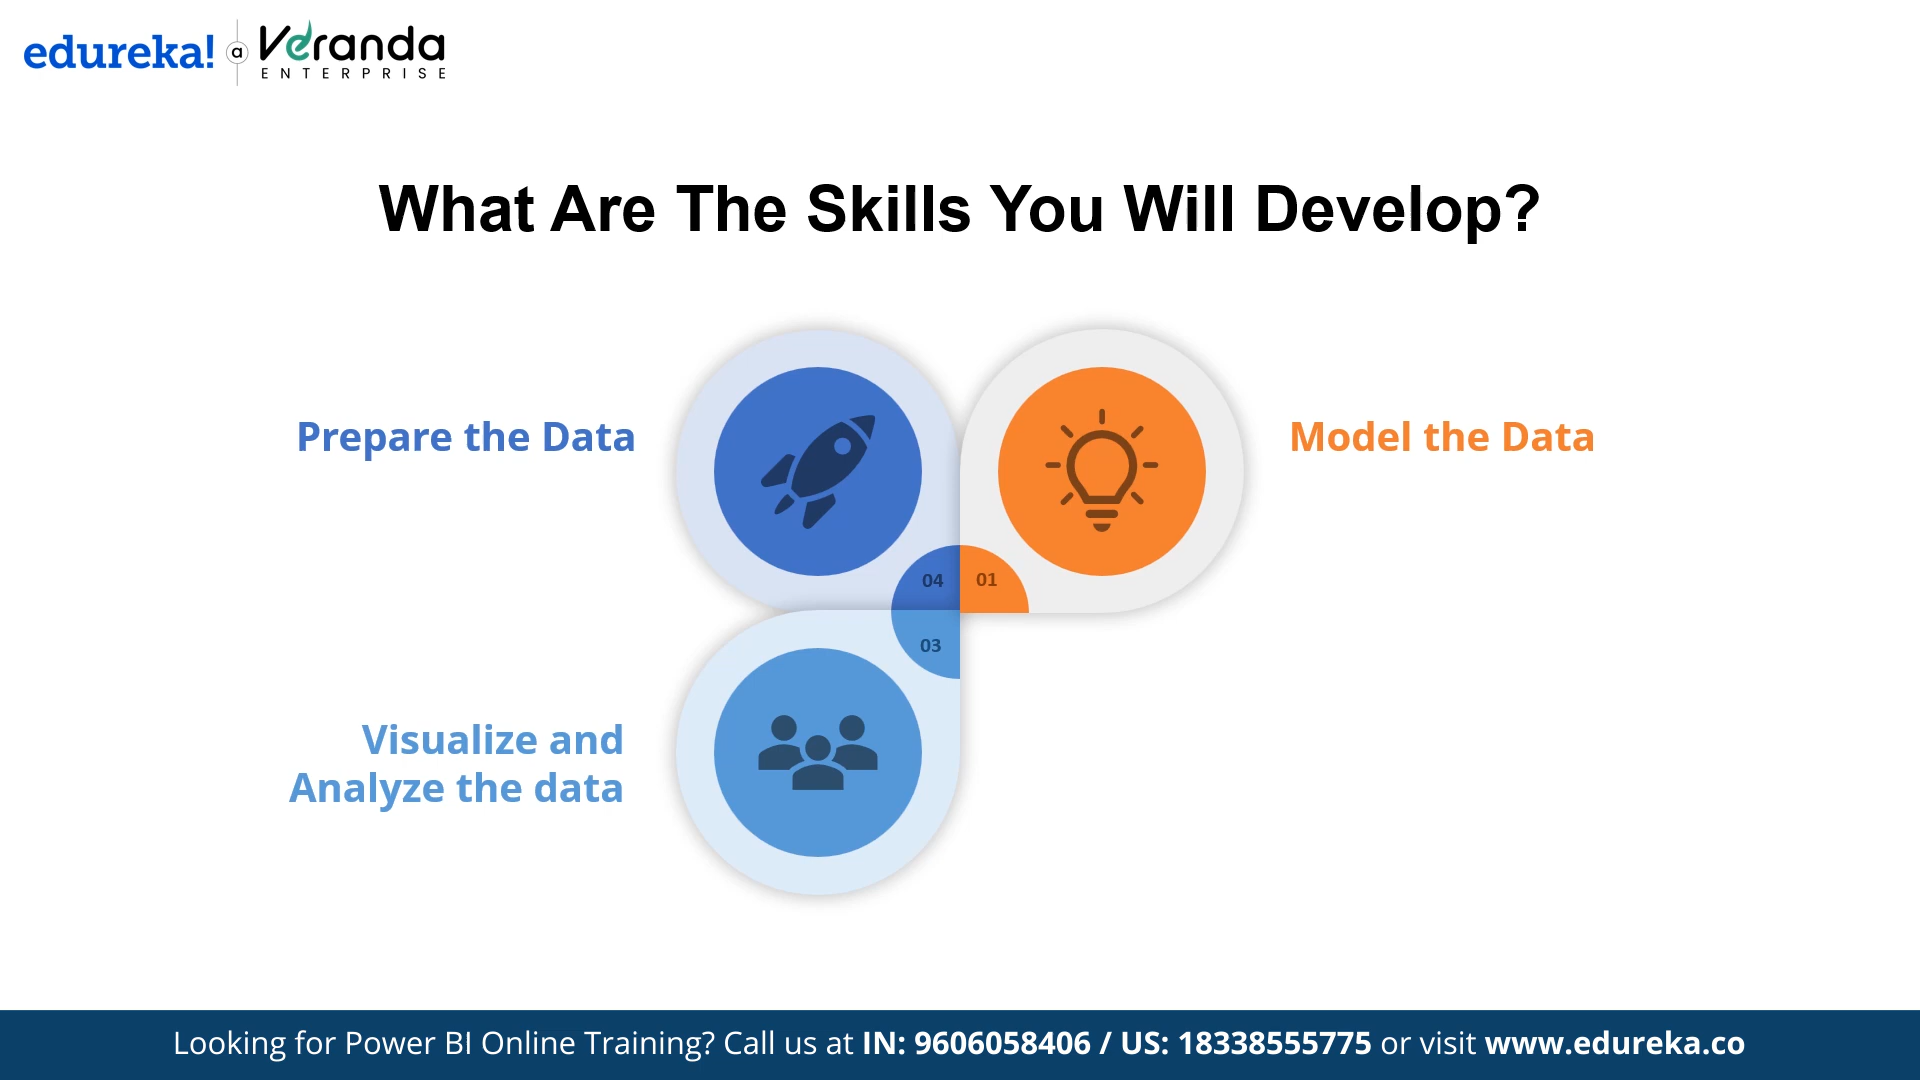 edureka! a Veranda
ENTERPRISE
What Are The Skills You Will Develop?
Prepare the Data
Model the Data
04
01
03
Visualize and
Analyze the data
Looking for Power BI Online Training? Call us at IN: 9606058406 / US: 18338555775 or visit www.edureka.co